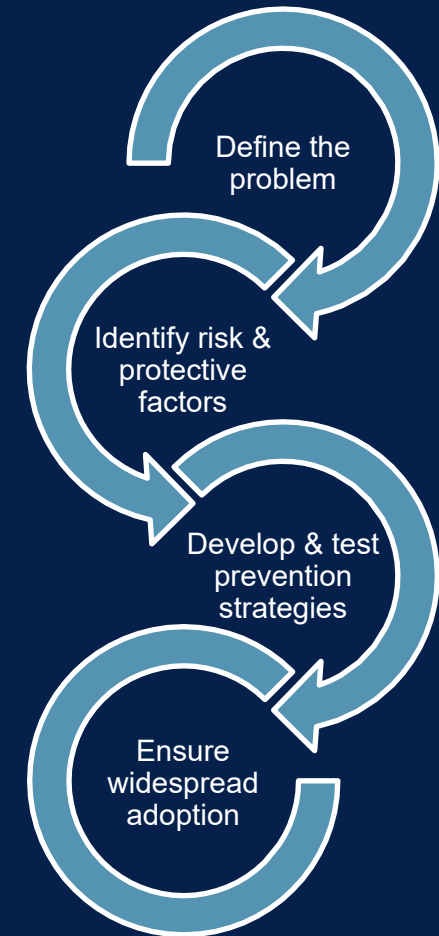 Define the
problem
Identify risk &
protective
factors
Develop & test
prevention
strategies
Ensure
widespread
adoption